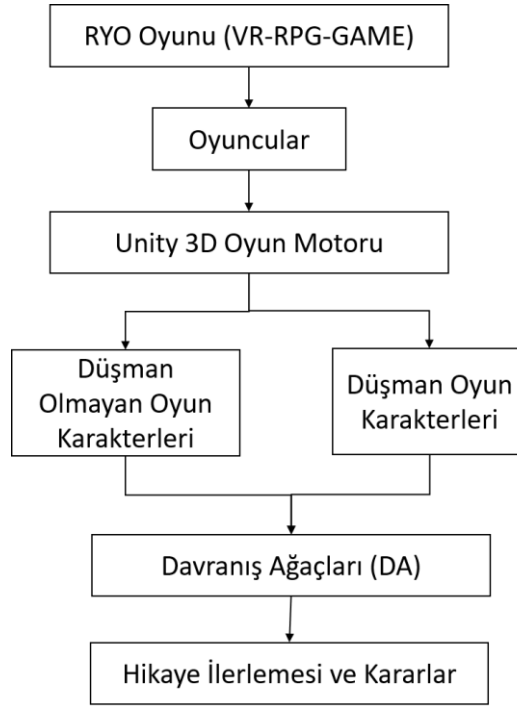 RYO Oyunu (VR-RPG-GAME)
Oyuncular
Unity 3D Oyun Motoru
Düşman
Olmayan Oyun
Karakterleri
Düşman Oyun
Karakterleri
Davranış Ağaçları (DA)
Hikaye İlerlemesi ve Kararlar